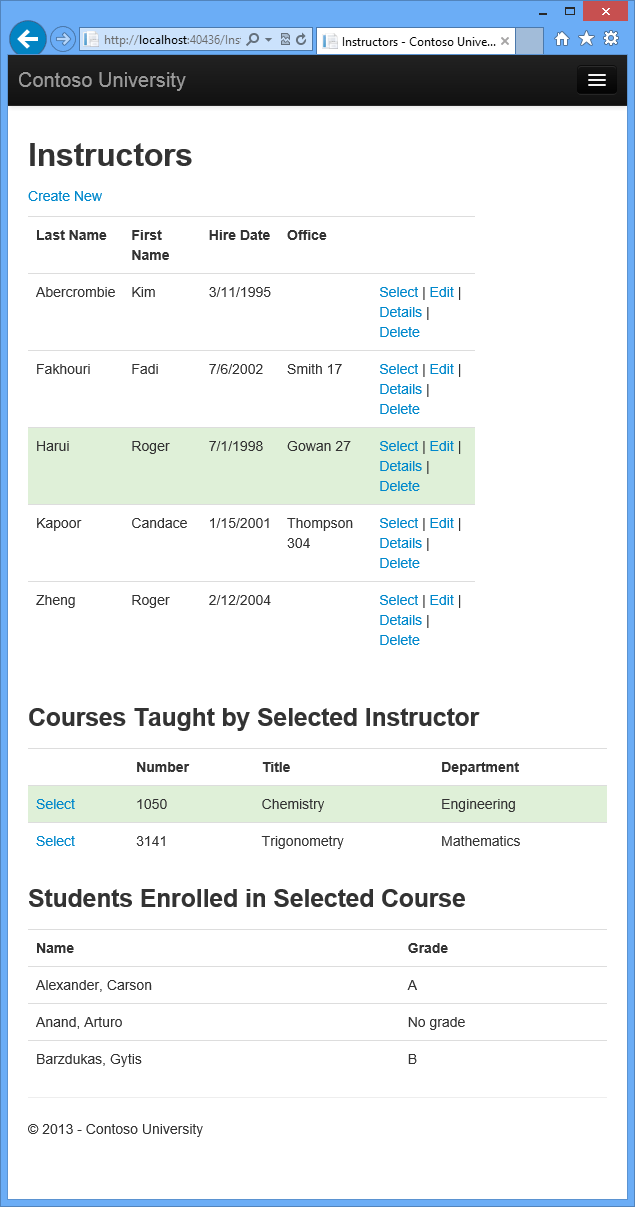 http://localhost:40436/Ins
Instructors - Contoso Unive...
Contoso University
Instructors
Create New
Last Name First Name Hire Date Office
Abercrombie Kim 3/11/1995 Select | Edit | Details | Delete
Fakhouri Fadi 7/6/2002 Smith 17 Select | Edit | Details | Delete
Harui Roger 7/1/1998 Gowan 27 Select | Edit | Details | Delete
Kapoor Candace 1/15/2001 Thompson 304 Select | Edit | Details | Delete
Zheng Roger 2/12/2004 Select | Edit | Details | Delete
Courses Taught by Selected Instructor
Number Title Department
Select 1050 Chemistry Engineering
Select 3141 Trigonometry Mathematics
Students Enrolled in Selected Course
Name Grade
Alexander, Carson A
Anand, Arturo No grade
Barzdukas, Gytis B
© 2013 - Contoso University